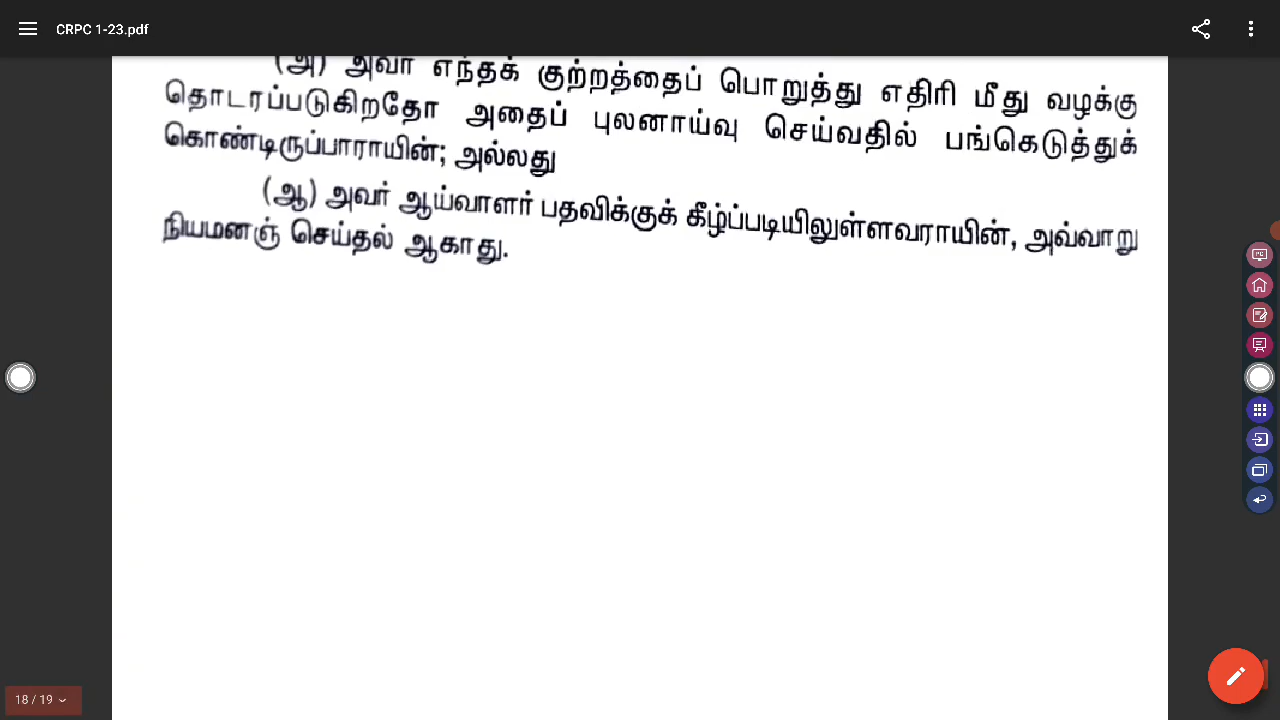 CRPC 1-23.pdf
(அ) அவர் எந்தக் குற்றத்தைப் பொறுத்து எதிரி மீது வழக்கு
தொடரப்படுகிறதோ அதைப் புலனாய்வு செய்வதில் பங்கெடுத்துக்
கொண்டிருப்பாராயின்; அல்லது
(ஆ) அவர் ஆய்வாளர் பதவிக்குக் கீழ்ப்படியிலுள்ளவராயின், அவ்வாறு
நியமனஞ் செய்தல் ஆகாது.
18 / 19